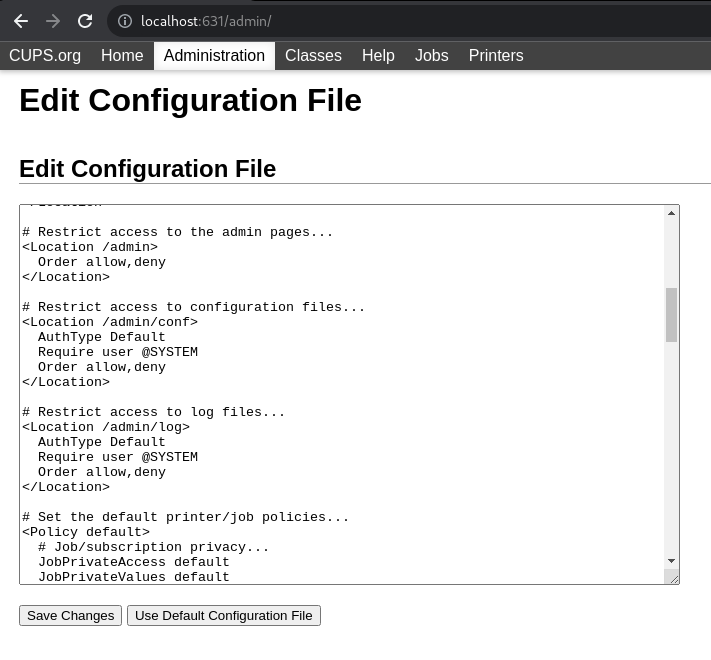 localhost:631/admin/
CUPS.org Home Administration Classes Help Jobs Printers
Edit Configuration File
Edit Configuration File
# Restrict access to the admin pages...
<Location /admin>
  Order allow,deny
</Location>
# Restrict access to configuration files...
<Location /admin/conf>
  AuthType Default
  Require user @SYSTEM
  Order allow,deny
</Location>
# Restrict access to log files...
<Location /admin/log>
  AuthType Default
  Require user @SYSTEM
  Order allow,deny
</Location>
# Set the default printer/job policies...
<Policy default>
  # Job/subscription privacy...
  JobPrivateAccess default
  JobPrivateValues default
Save Changes Use Default Configuration File